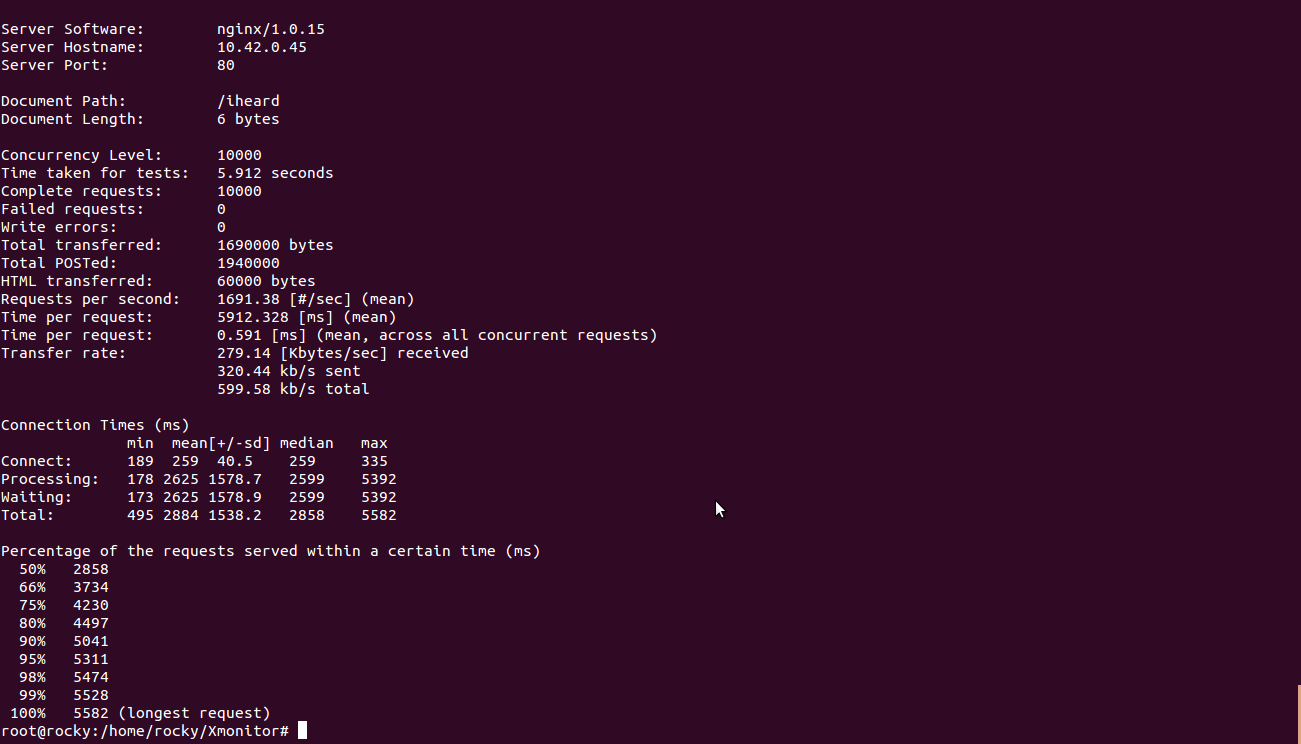 Server Software:        nginx/1.0.15
Server Hostname:        10.42.0.45
Server Port:            80
Document Path:          /iheard
Document Length:        6 bytes
Concurrency Level:      10000
Time taken for tests:   5.912 seconds
Complete requests:      10000
Failed requests:        0
Write errors:           0
Total transferred:      1690000 bytes
Total POSTed:           1940000
HTML transferred:       60000 bytes
Requests per second:    1691.38 [#/sec] (mean)
Time per request:       5912.328 [ms] (mean)
Time per request:       0.591 [ms] (mean, across all concurrent requests)
Transfer rate:          279.14 [Kbytes/sec] received
                        320.44 kb/s sent
                        599.58 kb/s total
Connection Times (ms)
              min  mean[+/-sd] median   max
Connect:      189  259  40.5    259     335
Processing:   178 2625 1578.7   2599    5392
Waiting:      173 2625 1578.9   2599    5392
Total:        495 2884 1538.2   2858    5582
Percentage of the requests served within a certain time (ms)
  50%   2858
  66%   3734
  75%   4230
  80%   4497
  90%   5041
  95%   5311
  98%   5474
  99%   5528
 100%   5582 (longest request)
root@rocky:/home/rocky/Xmonitor#